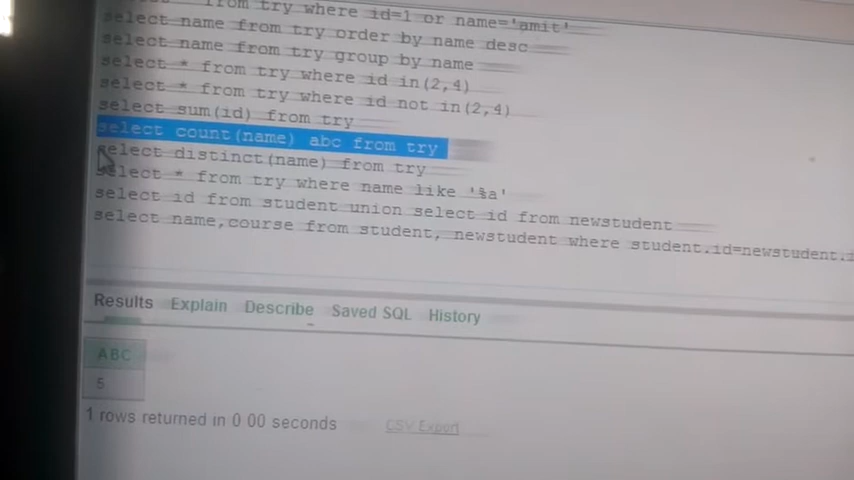 from try where id=1 or name='amit'
select name from try order by name desc
select name from try group by name
select * from try where id in(2,4)
select * from try where id not in(2,4)
select sum(id) from try
select count(name) abc from try
select distinct(name) from try
select * from try where name like '%a'
select id from student union select id from newstudent
select name,course from student, newstudent where student.id=newstudent.i
Results Explain Describe Saved SQL History
ABC
5
1 rows returned in 0 00 seconds CSV Export